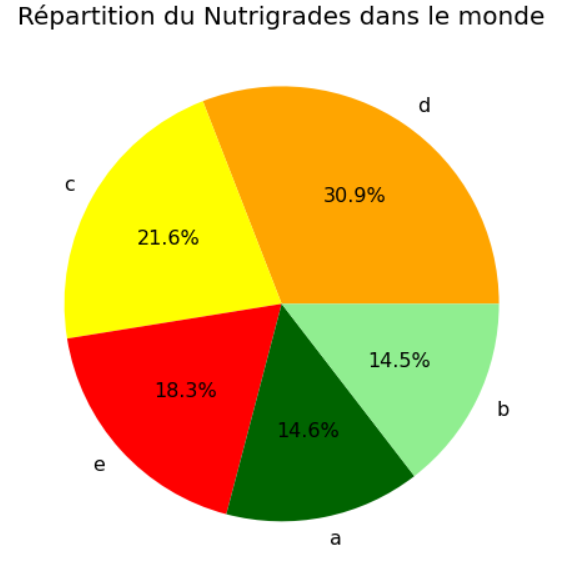 Répartition du Nutrigrades dans le monde
d
30.9%
c
21.6%
14.5%
18.3%
b
14.6%
e
a